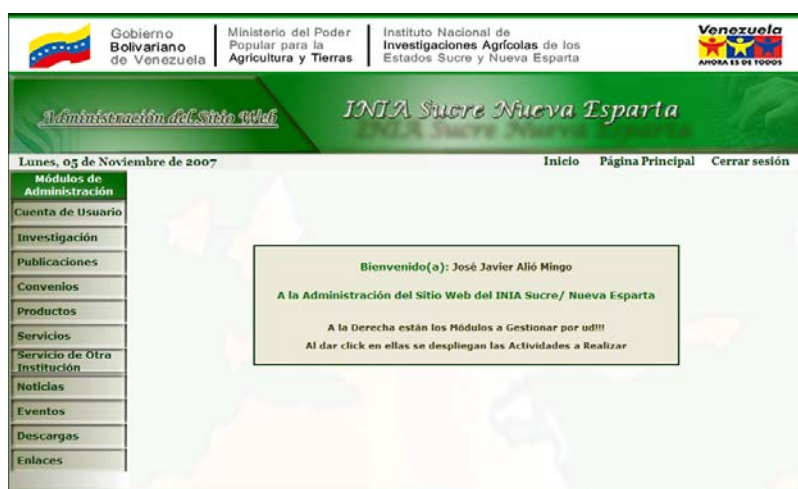 Gobierno
Bolivariano
de Venezuela
Ministerio del Poder
Popular para la
Agricultura y Tierras
Instituto Nacional de
Investigaciones Agrícolas de los
Estados Sucre y Nueva Esparta
Venezuela
AHORA ES DE TODOS
Administración del Sitio Web
INIA Sucre Nueva Esparta
Lunes, 05 de Noviembre de 2007
Inicio Página Principal Cerrar sesión
Módulos de
Administración
Cuenta de Usuario
Investigación
Publicaciones
Convenios
Productos
Servicios
Servicio de Otra
Institución
Noticias
Eventos
Descargas
Enlaces
Bienvenido(a): José Javier Alió Mingo
A la Administración del Sitio Web del INIA Sucre/ Nueva Esparta
A la Derecha están los Módulos a Gestionar por ud!!!
Al dar click en ellas se despliegan las Actividades a Realizar